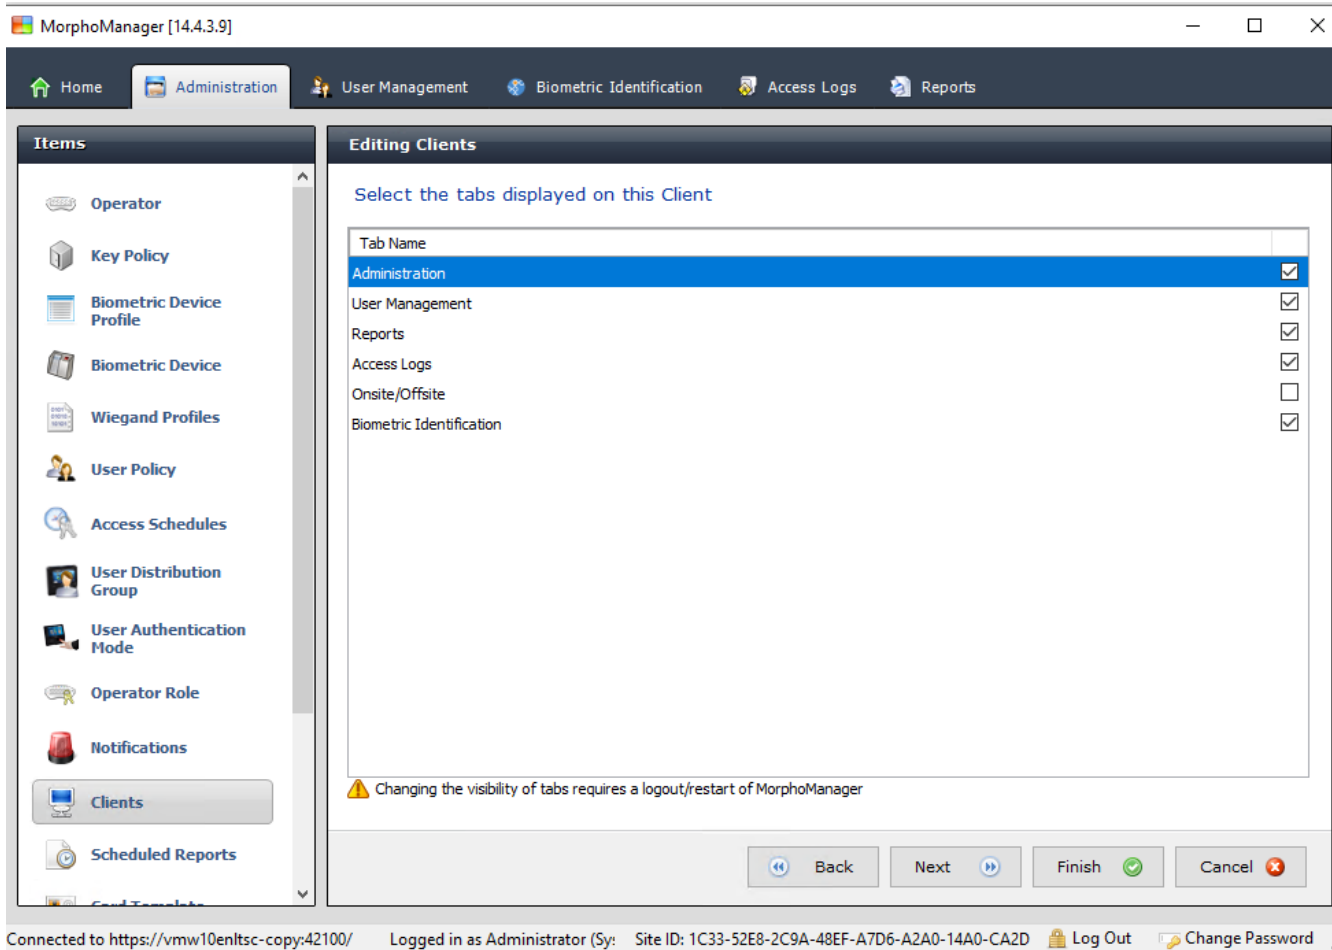 MorphoManager [14.4.3.9]
Home
Administration
User Management
Biometric Identification
Access Logs
Reports
Items
Operator
Key Policy
Biometric Device
Profile
Biometric Device
Wiegand Profiles
User Policy
Access Schedules
User Distribution
Group
User Authentication
Mode
Operator Role
Notifications
Clients
Scheduled Reports
Card Template
Editing Clients
Select the tabs displayed on this Client
Tab Name
Administration
User Management
Reports
Access Logs
Onsite/Offsite
Biometric Identification
Changing the visibility of tabs requires a logout/restart of MorphoManager
Back
Next
Finish
Cancel
Connected to https://vmw10enltsc-copy:42100/
Logged in as Administrator (Sy
Site ID: 1C33-52E8-2C9A-48EF-A7D6-A2A0-14A0-CA2D
Log Out
Change Password